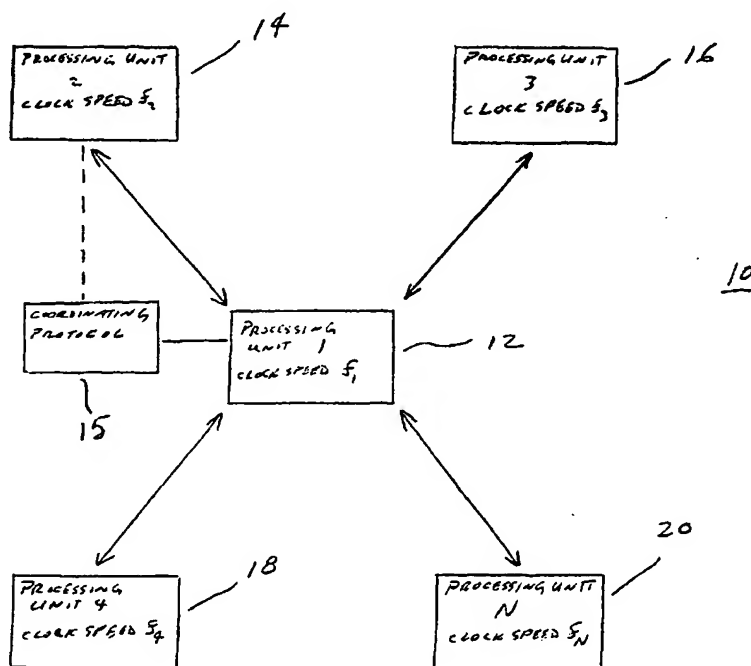 14
PROCESSING UNIT
2
CLOCK SPEED f2
16
PROCESSING UNIT
3
CLOCK SPEED f3
10
COORDINATING
PROTOCOL
15
PROCESSING
UNIT 1
CLOCK SPEED f1
12
18
PROCESSING
UNIT 4
CLOCK SPEED f4
20
PROCESSING UNIT
N
CLOCK SPEED fN